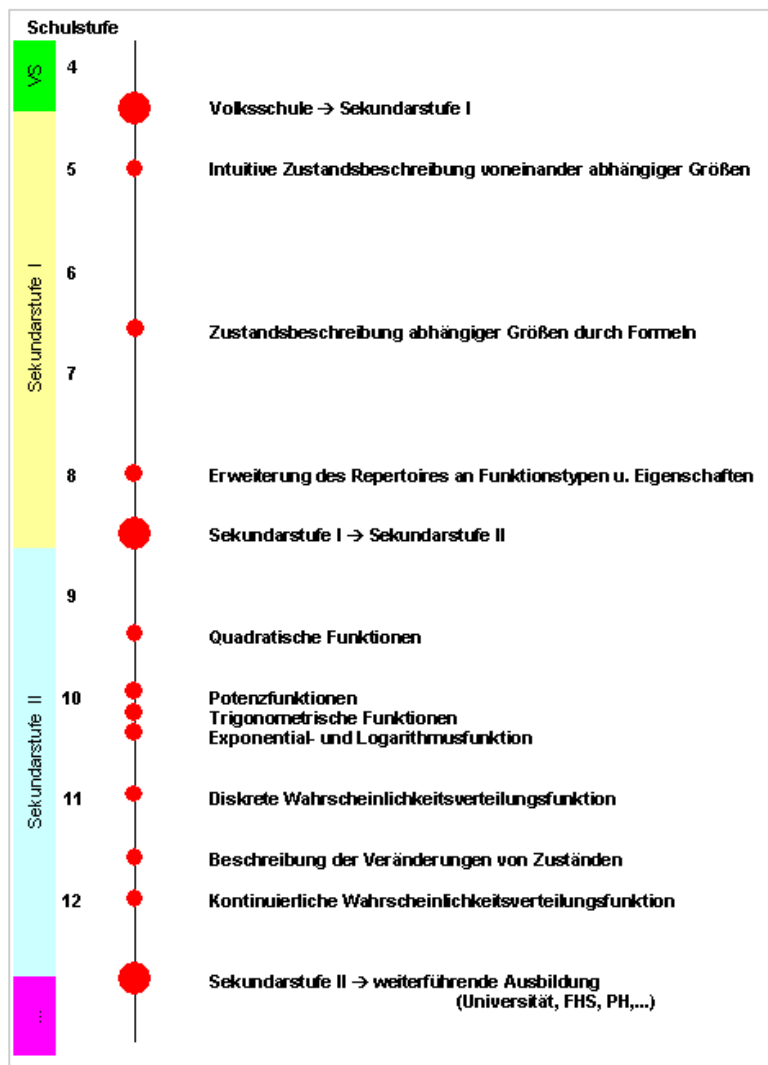 Schulstufe
VS
4
Volksschule → Sekundarstufe I
5
Intuitive Zustandsbeschreibung voneinander abhängiger Größen
Sekundarstufe I
6
Zustandsbeschreibung abhängiger Größen durch Formeln
7
8
Erweiterung des Repertoires an Funktionstypen u. Eigenschaften
Sekundarstufe I → Sekundarstufe II
9
Quadratische Funktionen
Sekundarstufe II
10
Potenzfunktionen
Trigonometrische Funktionen
Exponential- und Logarithmusfunktion
11
Diskrete Wahrscheinlichkeitsverteilungsfunktion
Beschreibung der Veränderungen von Zuständen
12
Kontinuierliche Wahrscheinlichkeitsverteilungsfunktion
...
Sekundarstufe II → weiterführende Ausbildung
(Universität, FHS, PH,...)